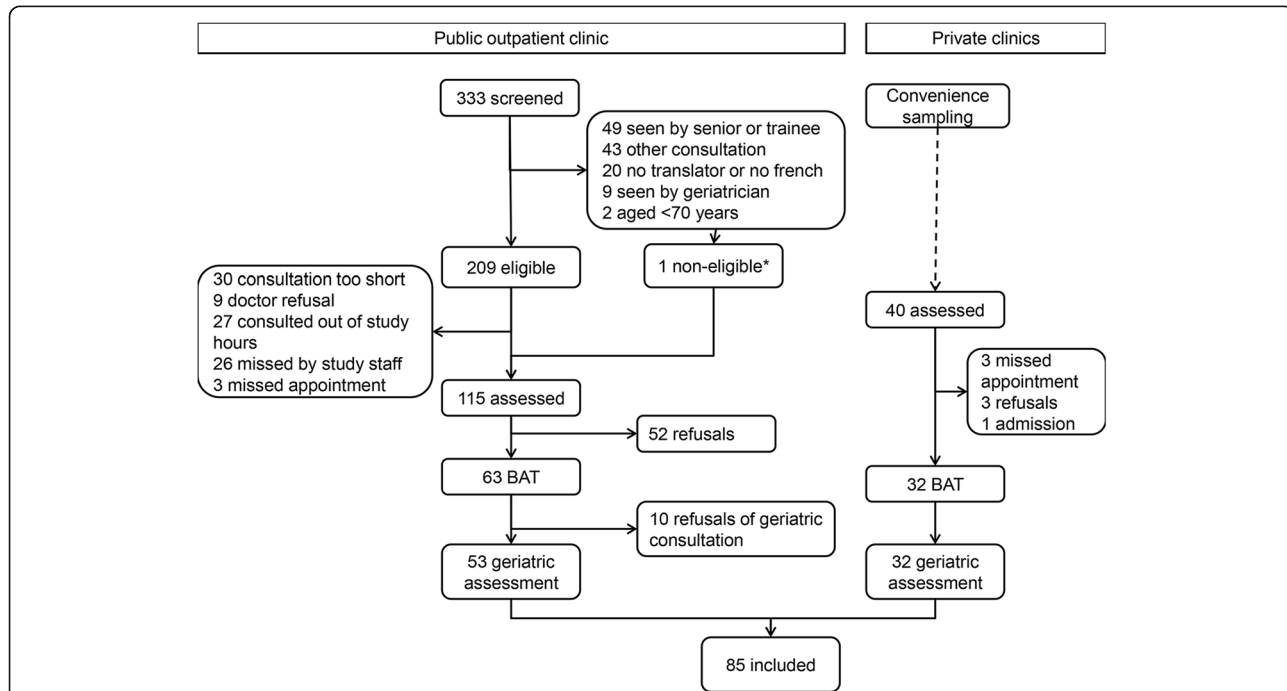 Public outpatient clinic
Private clinics
333 screened
Convenience
sampling
49 seen by senior or trainee
43 other consultation
20 no translator or no french
9 seen by geriatrician
2 aged <70 years
209 eligible
1 non-eligible*
30 consultation too short
9 doctor refusal
27 consulted out of study
hours
26 missed by study staff
3 missed appointment
40 assessed
3 missed
appointment
3 refusals
1 admission
115 assessed
52 refusals
63 BAT
32 BAT
10 refusals of geriatric
consultation
53 geriatric
assessment
32 geriatric
assessment
85 included